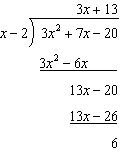 3x + 13
x − 2 ) 3x² + 7x − 20
3x² − 6x
13x − 20
13x − 26
6